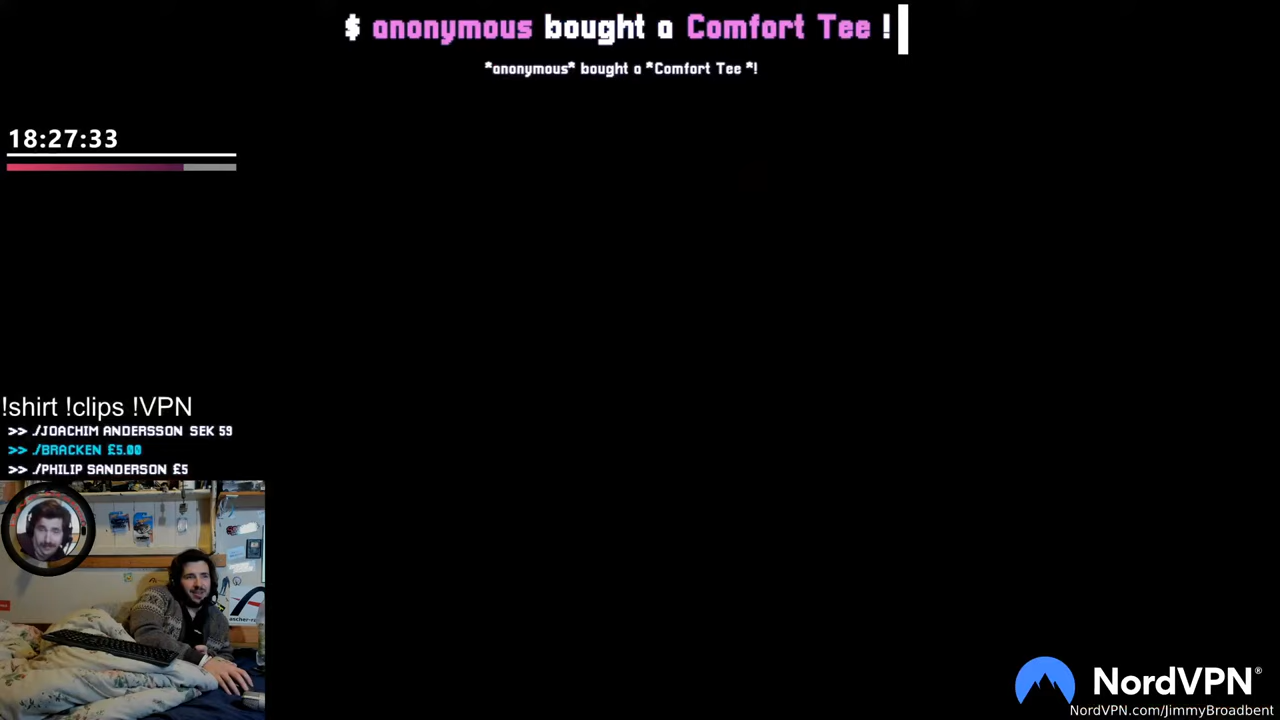 $ anonymous bought a Comfort Tee !
*anonymous* bought a *Comfort Tee *!
18:27:33
!shirt !clips !VPN
>> ./JOACHIM ANDERSSON SEK 59
>> ./BRACKEN £5.00
>> ./PHILIP SANDERSON £5
NordVPN®
NordVPN.com/JimmyBroadbent